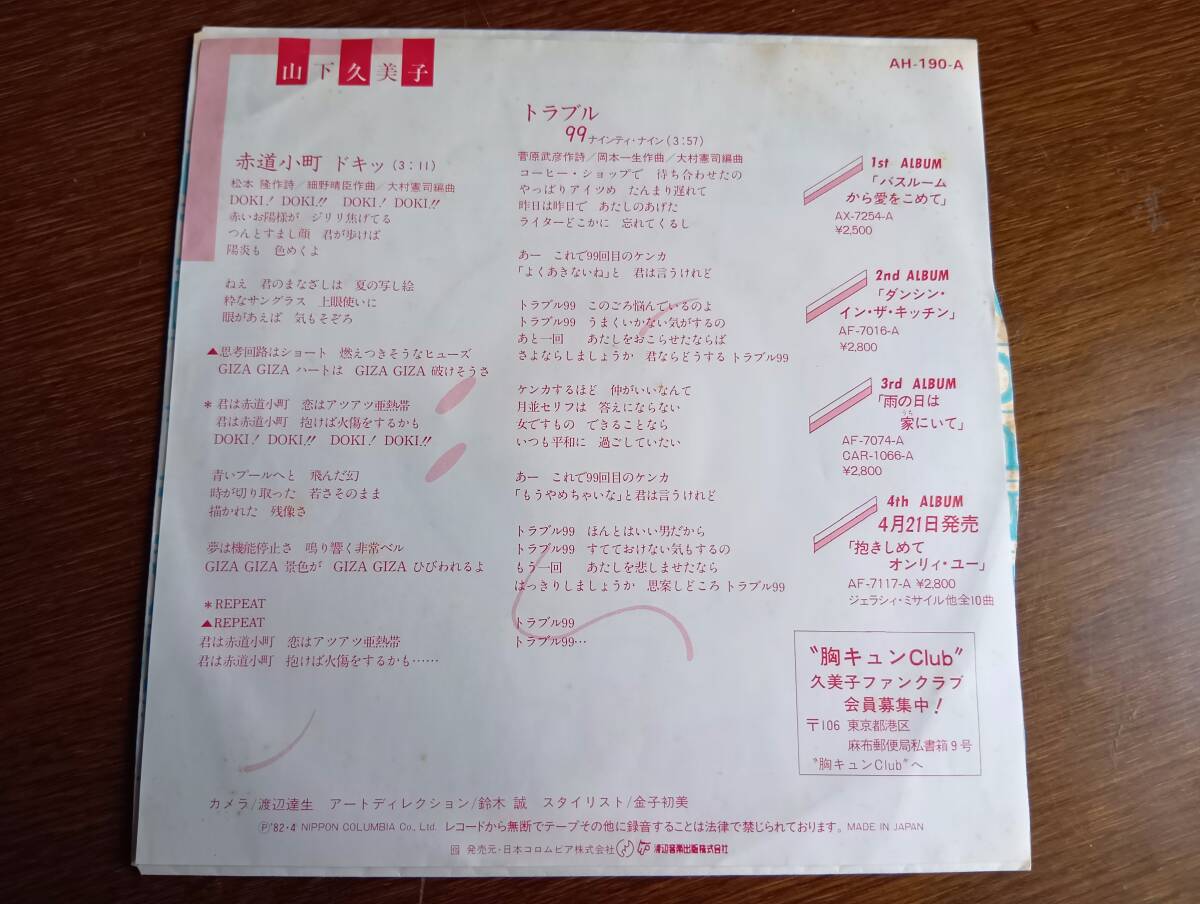 山下久美子
AH-190-A
赤道小町 ドキッ(3:11)
松本 隆作詩/細野晴臣作曲/大村憲司編曲
DOKI! DOKI!! DOKI! DOKI!!
赤いお陽様が ジリリ焦げてる
つんとすまし顔 君が歩けば
陽炎も 色めくよ
ねぇ 君のまなざしは 夏の写し絵
粋なサングラス 上眼使いに
眼があえば 気もそぞろ
▲思考回路はショート 燃えつきそうなヒューズ
GIZA GIZA ハートは GIZA GIZA 破けそうさ
*君は赤道小町 恋はアツアツ亜熱帯
君は赤道小町 抱けば火傷をするかも
DOKI! DOKI!! DOKI! DOKI!!
青いプールへと 飛んだ幻
時が切り取った 若さそのまま
描かれた 残像さ
夢は機能停止さ 鳴り響く非常ベル
GIZA GIZA 景色が GIZA GIZA ひびわれるよ
*REPEAT
▲REPEAT
君は赤道小町 恋はアツアツ亜熱帯
君は赤道小町 抱けば火傷をするかも……
トラブル
99 ナインティ・ナイン(3:57)
菅原武彦作詩/岡本一生作曲/大村憲司編曲
コーヒー・ショップで 待ち合わせたの
やっぱりアイツめ たんまり遅れて
昨日は昨日で あたしのあげた
ライターどこかに 忘れてくるし
あー これで99回目のケンカ
「よくあきないね」と 君は言うけれど
トラブル99 このごろ悩んでいるのよ
トラブル99 うまくいかない気がするの
あと一回 あたしをおこらせたならば
さよならしましょうか 君ならどうする トラブル99
ケンカするほど 仲がいいなんて
月並セリフは 答えにならない
女ですもの できることなら
いつも平和に 過ごしていたい
あー これで99回目のケンカ
「もうやめちゃいな」と君は言うけれど
トラブル99 ほんとはいい男だから
トラブル99 すてておけない気もするの
もう一回 あたしを悲しませたなら
はっきりしましょうか 思案しどころ トラブル99
トラブル99
トラブル99…
1st ALBUM
「バスルーム
から愛をこめて」
AX-7254-A
¥2,500
2nd ALBUM
「ダンシン・
イン・ザ・キッチン」
AF-7016-A
¥2,800
3rd ALBUM
「雨の日は
うち
家にいて」
AF-7074-A
CAR-1066-A
¥2,800
4th ALBUM
4月21日発売
「抱きしめて
オンリィ・ユー」
AF-7117-A ¥2,800
ジェラシィ・ミサイル他全10曲
"胸キュンClub"
久美子ファンクラブ
会員募集中!
〒106 東京都港区
麻布郵便局私書箱9号
"胸キュンClub"へ
カメラ/渡辺達生 アートディレクション/鈴木 誠 スタイリスト/金子初美
Ⓟ'82・4 NIPPON COLUMBIA Co., Ltd. レコードから無断でテープその他に録音することは法律で禁じられております。 MADE IN JAPAN
回 発売元・日本コロムビア株式会社 渡辺音楽出版株式会社